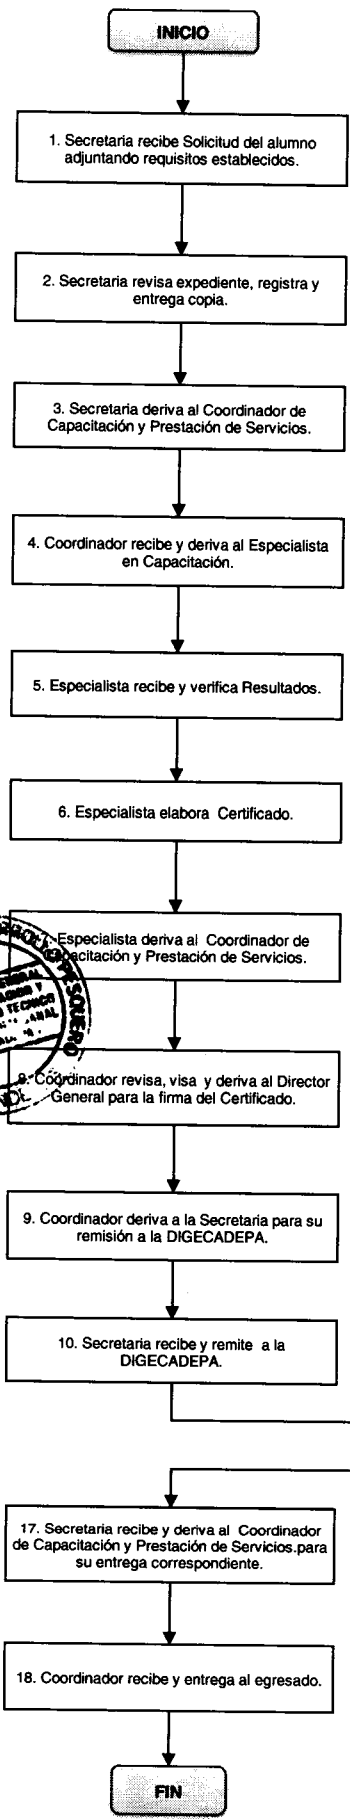 INICIO
1. Secretaria recibe Solicitud del alumno
adjuntando requisitos establecidos.
2. Secretaria revisa expediente, registra y
entrega copia.
3. Secretaria deriva al Coordinador de
Capacitación y Prestación de Servicios.
4. Coordinador recibe y deriva al Especialista
en Capacitación.
5. Especialista recibe y verifica Resultados.
6. Especialista elabora Certificado.
Especialista deriva al Coordinador de
Capacitación y Prestación de Servicios.
PESQUERO
TECNICO
8. Coordinador revisa, visa y deriva al Director
General para la firma del Certificado.
9. Coordinador deriva a la Secretaria para su
remisión a la DIGECADEPA.
10. Secretaria recibe y remite a la
DIGECADEPA.
17. Secretaria recibe y deriva al Coordinador
de Capacitación y Prestación de Servicios.para
su entrega correspondiente.
18. Coordinador recibe y entrega al egresado.
FIN